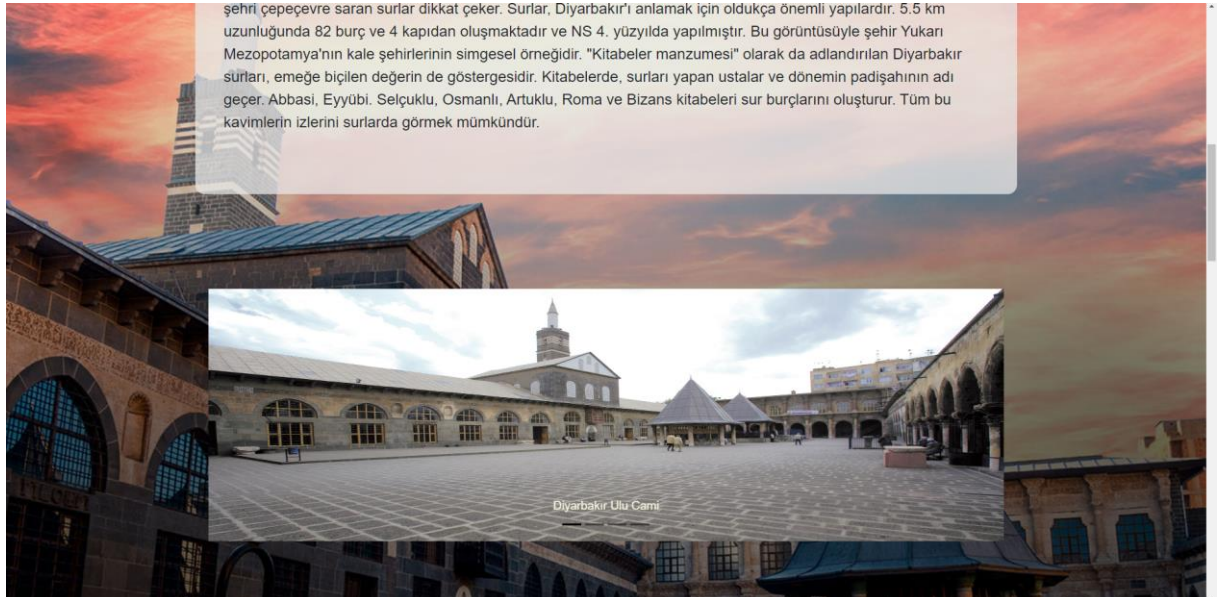 şehri çepeçevre saran surlar dikkat çeker. Surlar, Diyarbakır'ı anlamak için oldukça önemli yapılardır. 5.5 km
uzunluğunda 82 burç ve 4 kapıdan oluşmaktadır ve NS 4. yüzyılda yapılmıştır. Bu görüntüsüyle şehir Yukarı
Mezopotamya'nın kale şehirlerinin simgesel örneğidir. "Kitabeler manzumesi" olarak da adlandırılan Diyarbakır
surları, emeğe biçilen değerin de göstergesidir. Kitabelerde, surları yapan ustalar ve dönemin padişahının adı
geçer. Abbasi, Eyyübi. Selçuklu, Osmanlı, Artuklu, Roma ve Bizans kitabeleri sur burçlarını oluşturur. Tüm bu
kavimlerin izlerini surlarda görmek mümkündür.
Diyarbakır Ulu Cami